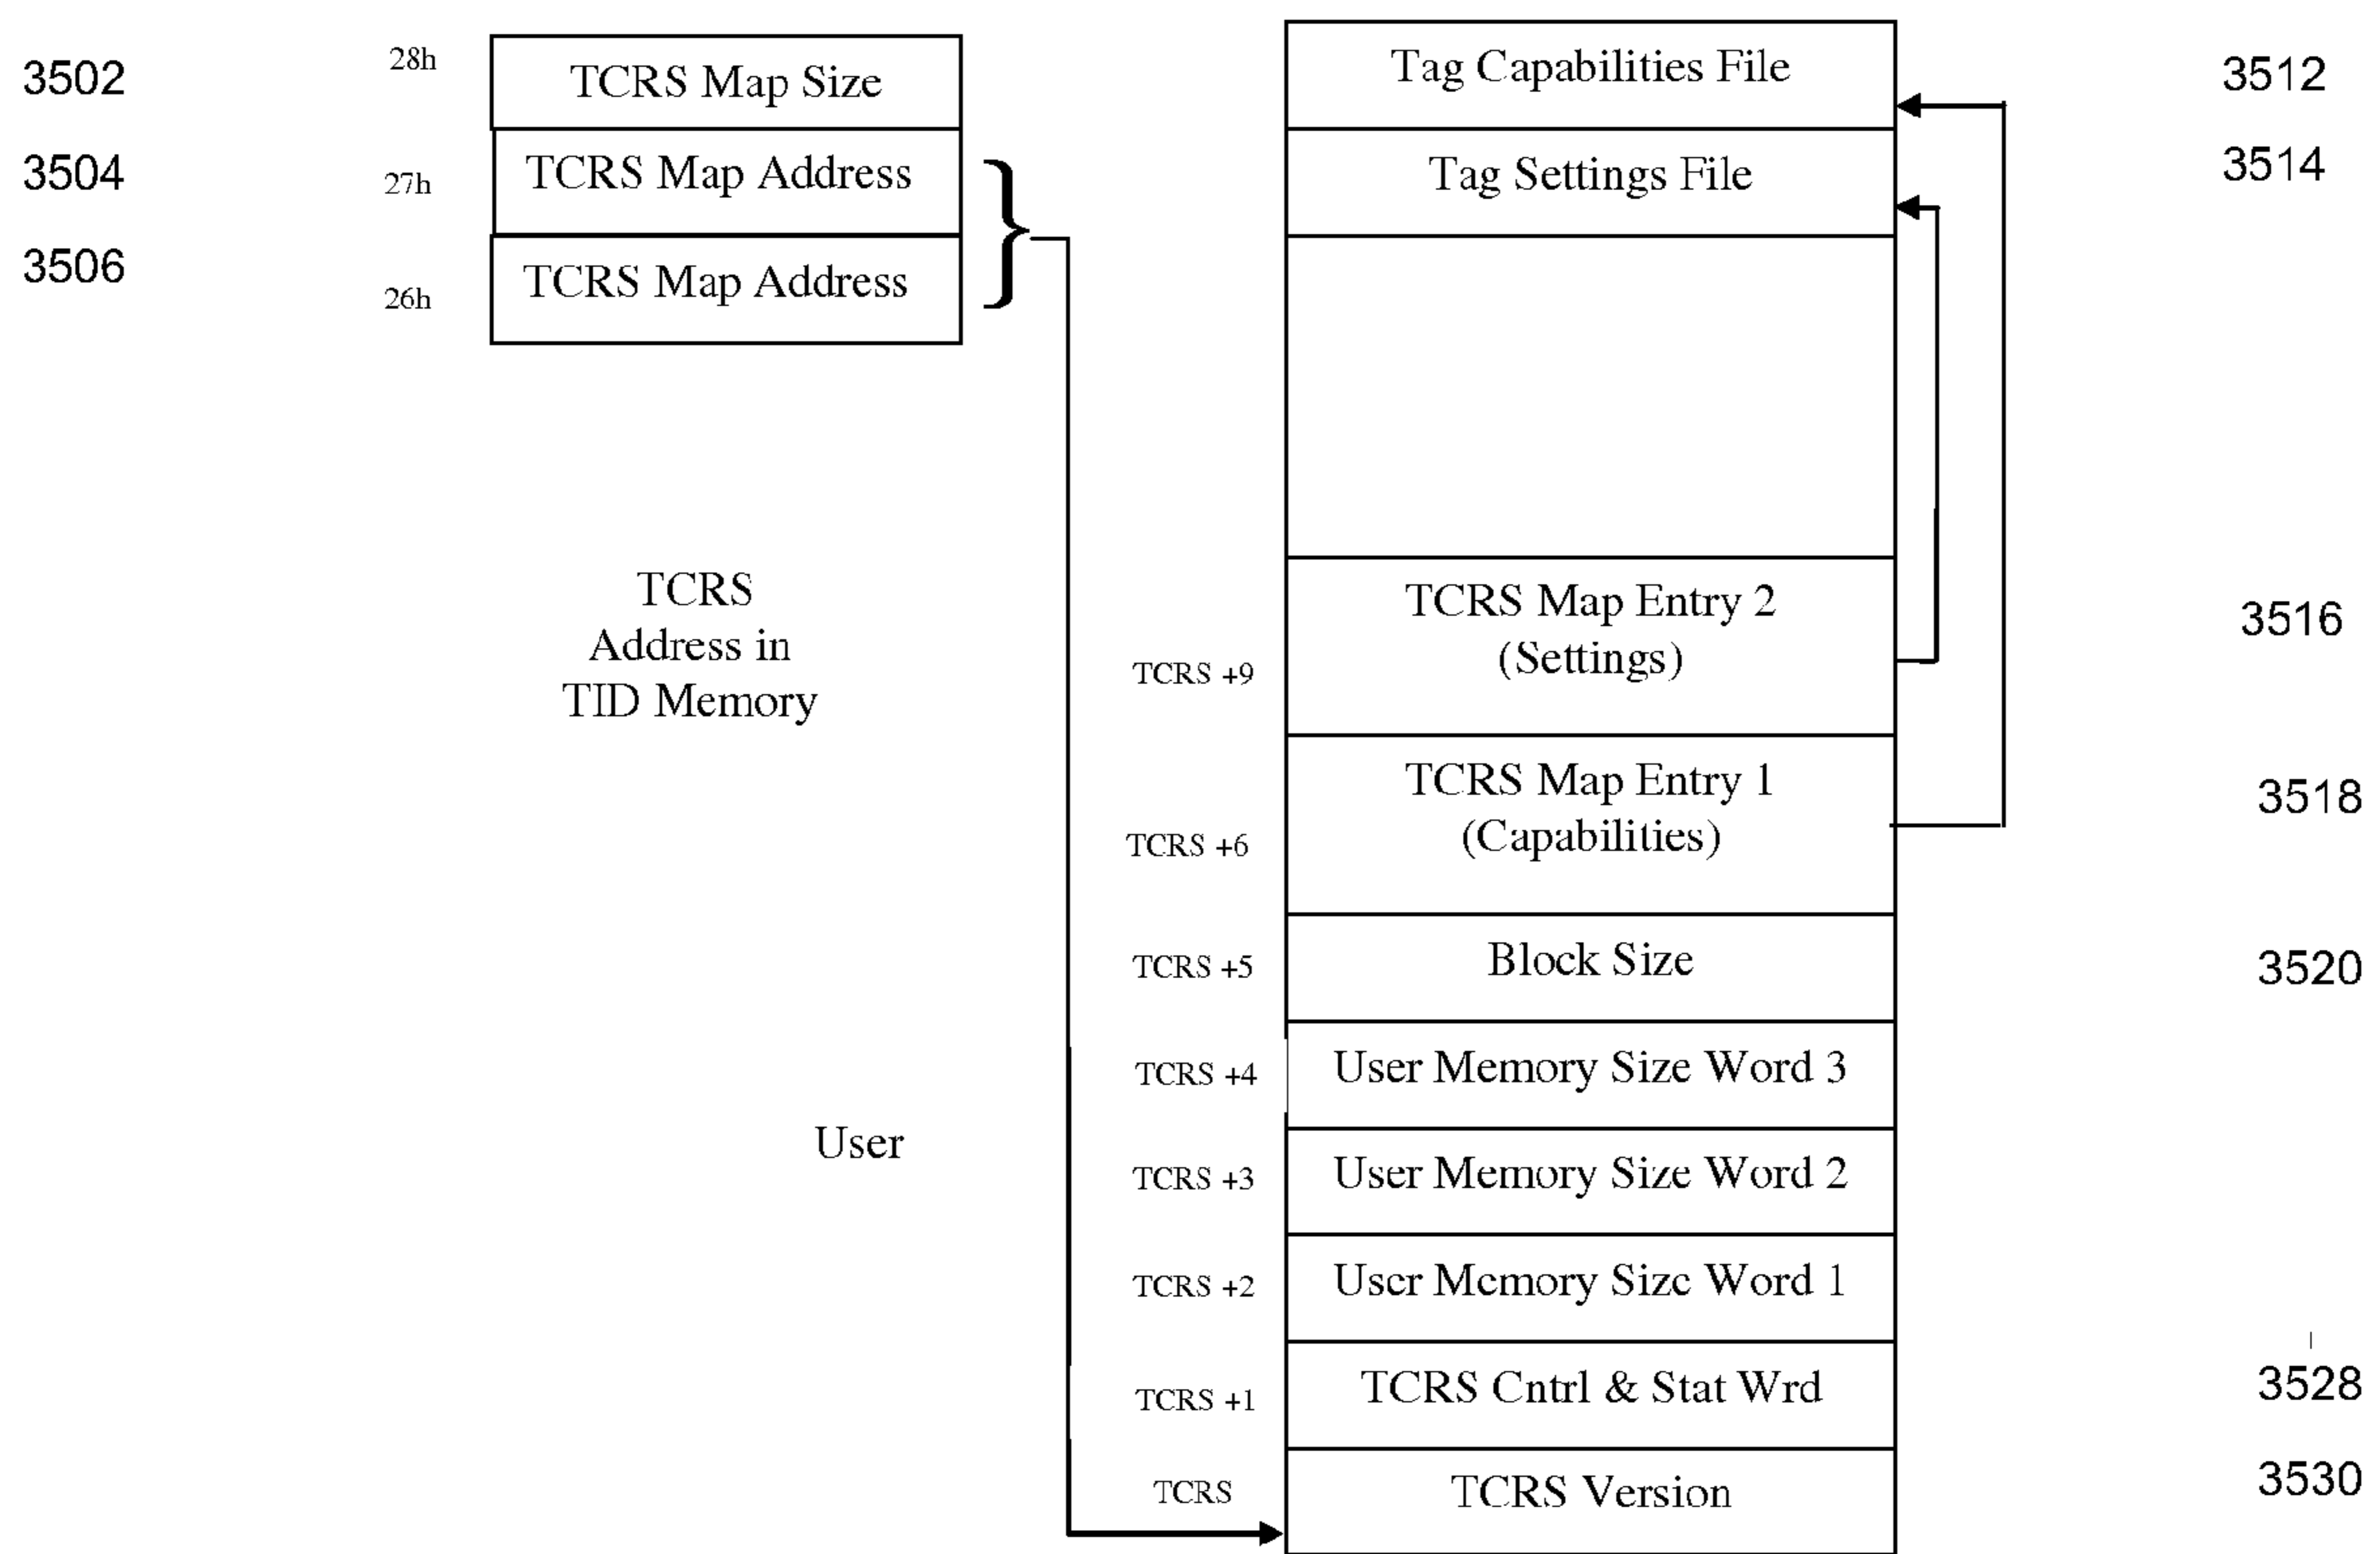 3502
28h
TCRS Map Size
3504
27h
TCRS Map Address
3506
26h
TCRS Map Address
TCRS
Address in
TID Memory
User
Tag Capabilities File
3512
Tag Settings File
3514
TCRS +9
TCRS Map Entry 2
(Settings)
3516
TCRS +6
TCRS Map Entry 1
(Capabilities)
3518
TCRS +5
Block Size
3520
TCRS +4
User Memory Size Word 3
TCRS +3
User Memory Size Word 2
TCRS +2
User Memory Size Word 1
TCRS +1
TCRS Cntrl & Stat Wrd
3528
TCRS
TCRS Version
3530